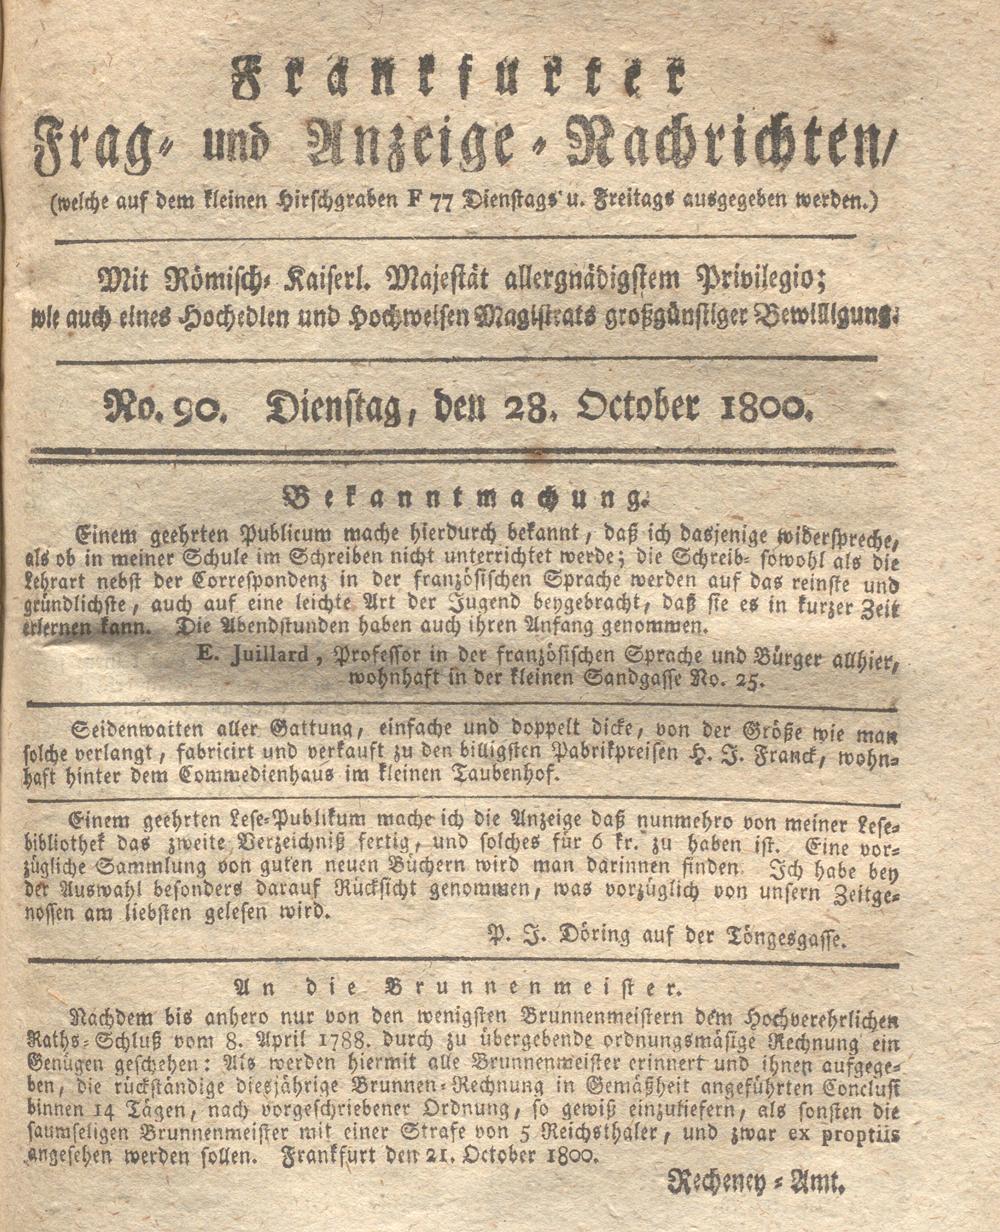 Frankfurter
Frag- und Anzeige-Nachrichten/
(welche auf dem kleinen Hirschgraben F 77 Dienstags u. Freitags ausgegeben werden.)
Mit Römisch-Kaiserl. Majestät allergnädigstem Privilegio;
wie auch eines Hochedlen und Hochweisen Magistrats großgünstiger Bewilligung.
No. 90. Dienstag, den 28. October 1800.
Bekanntmachung.
Einem geehrten Publicum mache hierdurch bekannt, daß ich dasjenige widerspreche,
als ob in meiner Schule im Schreiben nicht unterrichtet werde; die Schreib- sowohl als die
Lehrart nebst der Correspondenz in der französischen Sprache werden auf das reinste und
gründlichste, auch auf eine leichte Art der Jugend beygebracht, daß sie es in kurzer Zeit
erlernen kann. Die Abendstunden haben auch ihren Anfang genommen.
E. Juillard, Professor in der französischen Sprache und Bürger allhier,
wohnhaft in der kleinen Sandgasse No. 25.
Seidenwatten aller Gattung, einfache und doppelt dicke, von der Größe wie man
solche verlangt, fabricirt und verkauft zu den billigsten Fabrikpreisen H. J. Franck, wohn-
haft hinter dem Commedienhaus im kleinen Taubenhof.
Einem geehrten Lese-Publikum mache ich die Anzeige daß nunmehro von meiner Lese-
bibliothek das zweite Verzeichniß fertig, und solches für 6 kr. zu haben ist. Eine vor-
zügliche Sammlung von guten neuen Büchern wird man darinnen finden. Ich habe bey
der Auswahl besonders darauf Rücksicht genommen, was vorzüglich von unsern Zeitge-
nossen am liebsten gelesen wird.
P. J. Döring auf der Töngesgasse.
An die Brunnenmeister.
Nachdem bis anhero nur von den wenigsten Brunnenmeistern dem Hochverehrlichen
Raths-Schluß vom 8. April 1788. durch zu übergebende ordnungsmäsige Rechnung ein
Genügen geschehen: Als werden hiermit alle Brunnenmeister erinnert und ihnen aufgege-
ben, die rückständige diesjährige Brunnen-Rechnung in Gemäßheit angeführten Conclusi
binnen 14 Tägen, nach vorgeschriebener Ordnung, so gewiß einzuliefern, als sonsten die
saumseligen Brunnenmeister mit einer Strafe von 5 Reichsthaler, und zwar ex propriis
angesehen werden sollen. Frankfurt den 21. October 1800.
Recheney-Amt.